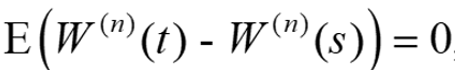 E(W⁽ⁿ⁾(t) - W⁽ⁿ⁾(s)) = 0,